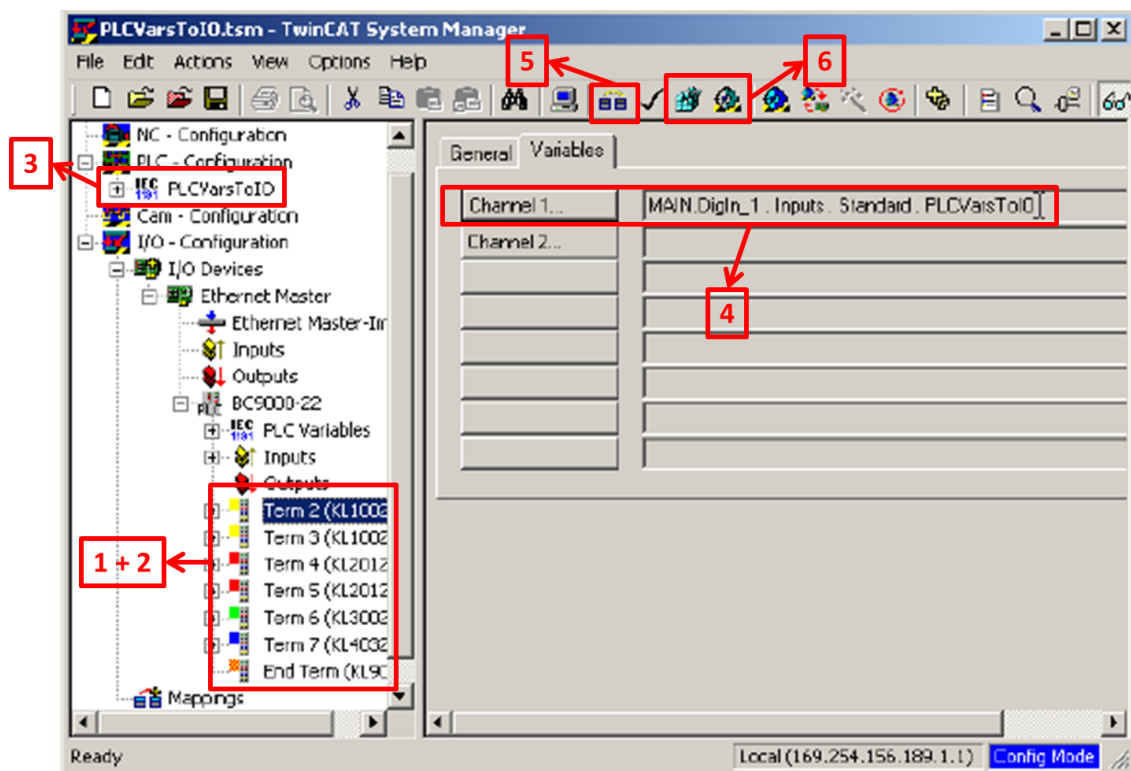 PLCVarsToIO.tsm - TwinCAT System Manager
File Edit Actions View Options Help
5
6
NC - Configuration
PLC - Configuration
3
PLCVarsToIO
Cam - Configuration
I/O - Configuration
I/O Devices
Ethernet Master
Ethernet Master-Im
Inputs
Outputs
BC9000-22
PLC Variables
Inputs
Outputs
Term 2 (KL1002
Term 3 (KL1002
1 + 2
Term 4 (KL2012
Term 5 (KL2012
Term 6 (KL3002
Term 7 (KL4032
End Term (KL90
Mappings
General Variables
Channel 1... MAIN.DigIn_1 . Inputs . Standard . PLCVarsToIO
Channel 2...
4
Ready Local (169.254.156.189.1.1) Config Mode